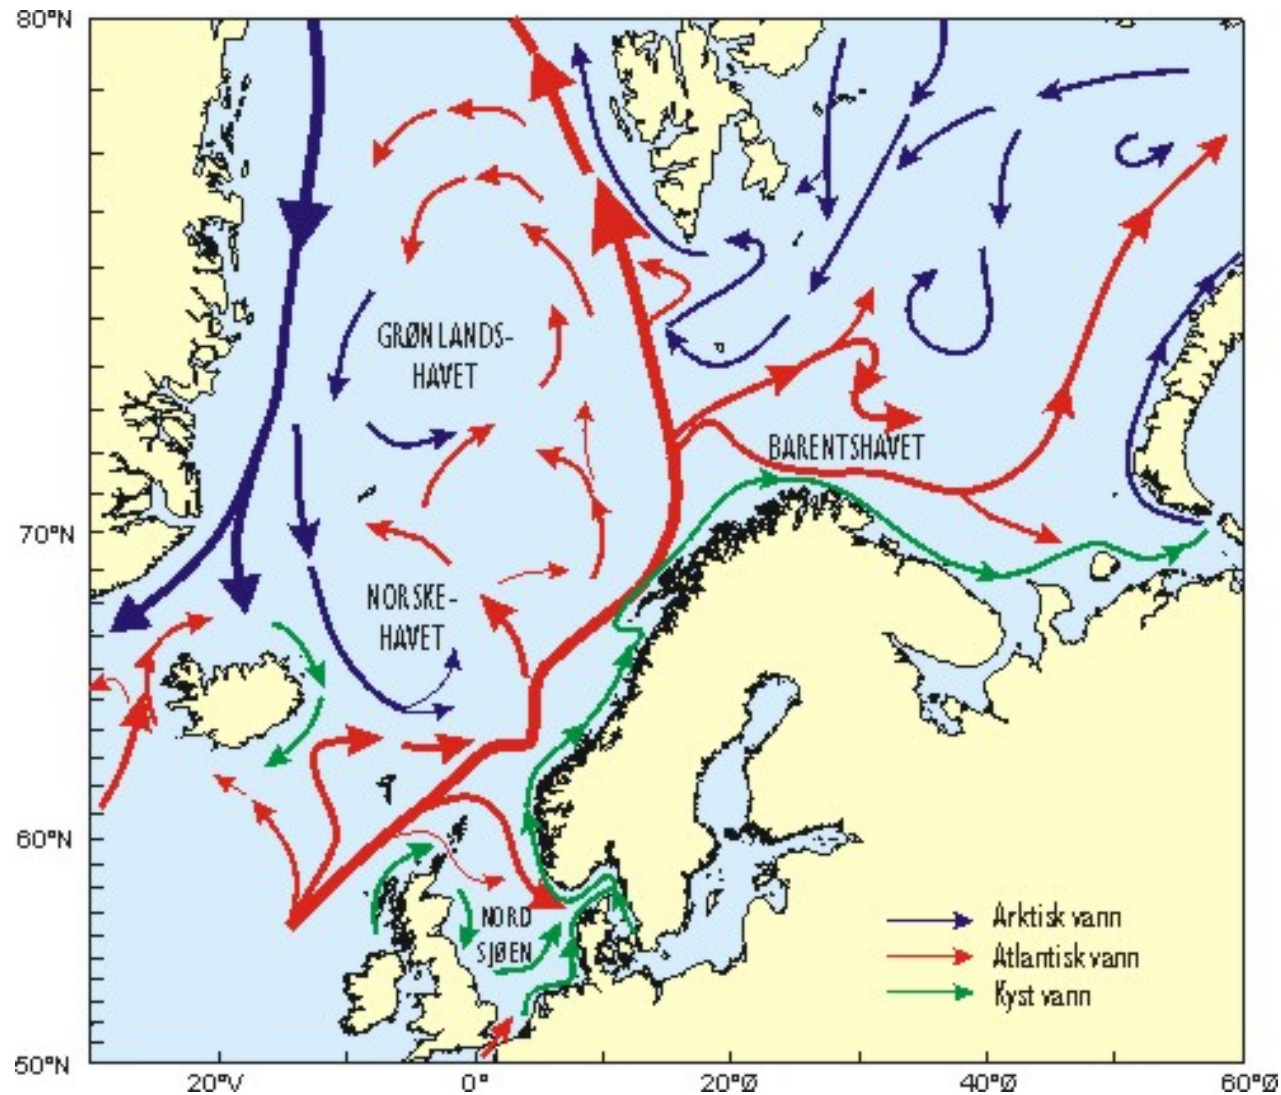 80°N
GRØNLANDS-
HAVET
BARENTSHAVET
70°N
NORSKE-
HAVET
60°N
NORD
SJØEN
Arktisk vann
Atlantisk vann
Kyst vann
50°N
20°V
0°
20°Ø
40°Ø
60°Ø